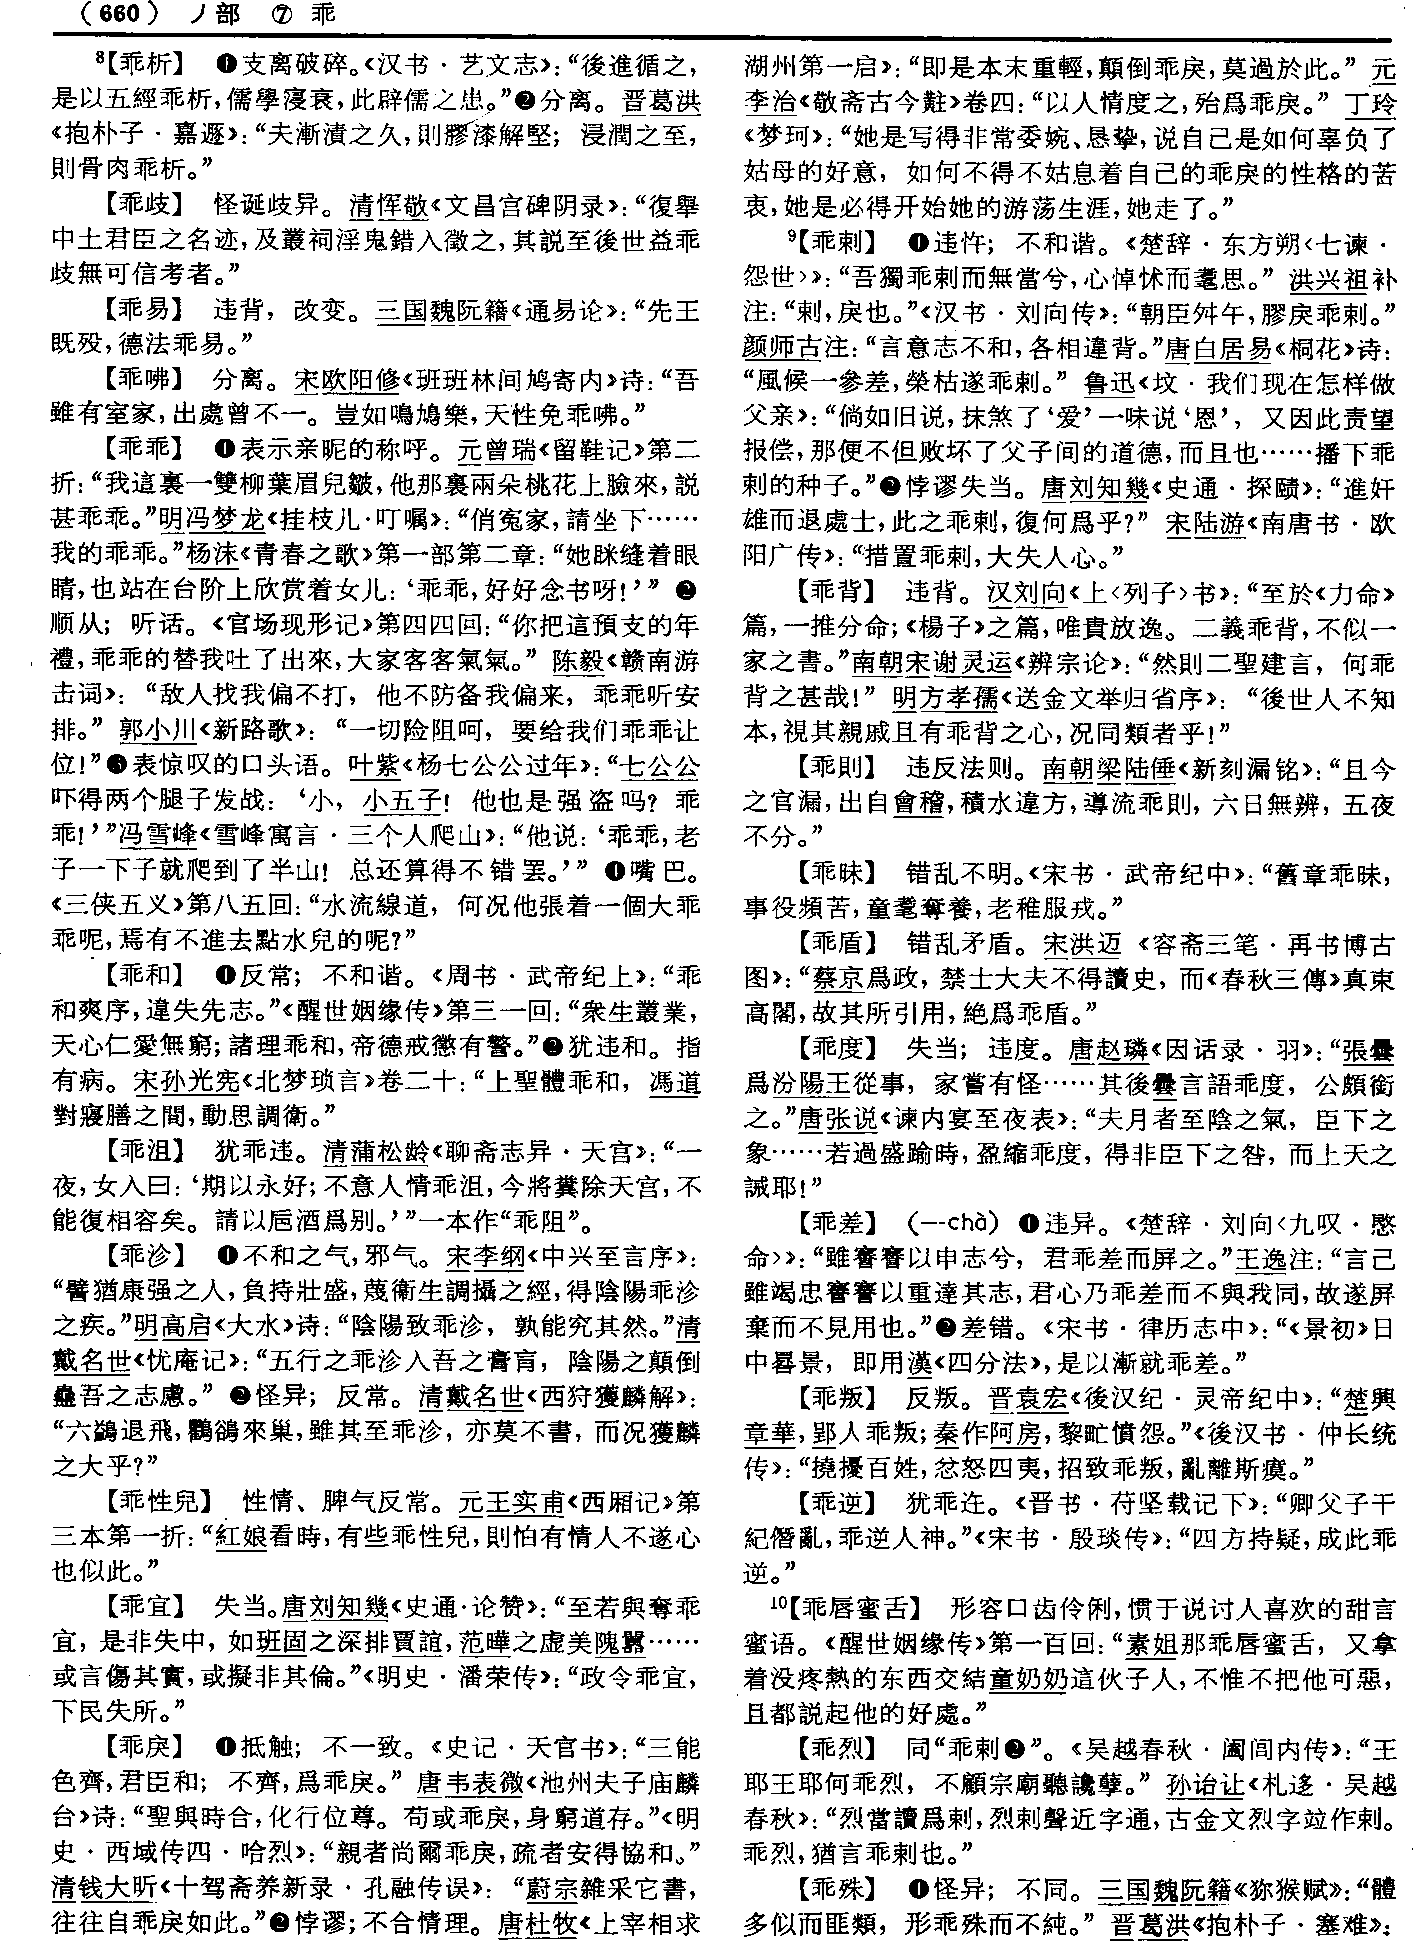 （660） 丿部 ⑦ 乖
⁸【乖析】 ❶支离破碎。《汉书·艺文志》：“後進循之，
是以五經乖析，儒學寖衰，此辟儒之患。”❷分离。晋葛洪
《抱朴子·嘉遯》：“夫漸漬之久，則膠漆解堅；浸潤之至，
則骨肉乖析。”
【乖歧】 怪诞歧异。清恽敬《文昌宫碑阴录》：“復舉
中土君臣之名迹，及叢祠淫鬼錯入徵之，其説至後世益乖
歧無可信考者。”
【乖易】 违背，改变。三国魏阮籍《通易论》：“先王
既殁，德法乖易。”
【乖咈】 分离。宋欧阳修《班班林间鸠寄内》诗：“吾
雖有室家，出處曾不一。豈如鳴鳩樂，天性免乖咈。”
【乖乖】 ❶表示亲昵的称呼。元曾瑞《留鞋记》第二
折：“我這裏一雙柳葉眉兒皺，他那裏兩朵桃花上臉來，説
甚乖乖。”明冯梦龙《挂枝儿·叮嘱》：“俏冤家，請坐下……
我的乖乖。”杨沫《青春之歌》第一部第二章：“她眯缝着眼
睛，也站在台阶上欣赏着女儿：‘乖乖，好好念书呀！’” ❷
顺从；听话。《官场现形记》第四四回：“你把這預支的年
禮，乖乖的替我吐了出來，大家客客氣氣。” 陈毅《赣南游
击词》：“敌人找我偏不打，他不防备我偏来，乖乖听安
排。” 郭小川《新路歌》：“一切险阻呵，要给我们乖乖让
位！”❸表惊叹的口头语。叶紫《杨七公公过年》：“七公公
吓得两个腿子发战：‘小，小五子！他也是强盗吗？乖
乖！’”冯雪峰《雪峰寓言·三个人爬山》：“他说：‘乖乖，老
子一下子就爬到了半山！总还算得不错罢。’” ❹嘴巴。
《三侠五义》第八五回：“水流線道，何况他張着一個大乖
乖呢，焉有不進去點水兒的呢？”
【乖和】 ❶反常；不和谐。《周书·武帝纪上》：“乖
和爽序，違失先志。”《醒世姻缘传》第三一回：“衆生叢業，
天心仁愛無窮；諸理乖和，帝德戒懲有警。”❷犹违和。指
有病。宋孙光宪《北梦琐言》卷二十：“上聖體乖和，馮道
對寢膳之間，動思調衛。”
【乖沮】 犹乖违。清蒲松龄《聊斋志异·天宫》：“一
夜，女入曰：‘期以永好；不意人情乖沮，今將糞除天宫，不
能復相容矣。請以卮酒爲别。’”一本作“乖阻”。
【乖沴】 ❶不和之气，邪气。宋李纲《中兴至言序》：
“譬猶康强之人，負持壯盛，蔑衛生調攝之經，得陰陽乖沴
之疾。”明高启《大水》诗：“陰陽致乖沴，孰能究其然。”清
戴名世《忧庵记》：“五行之乖沴入吾之膏肓，陰陽之顛倒
蠱吾之志慮。” ❷怪异；反常。清戴名世《西狩獲麟解》：
“六鷁退飛，鸜鵒來巢，雖其至乖沴，亦莫不書，而况獲麟
之大乎？”
【乖性兒】 性情、脾气反常。元王实甫《西厢记》第
三本第一折：“紅娘看時，有些乖性兒，則怕有情人不遂心
也似此。”
【乖宜】 失当。唐刘知幾《史通·论赞》：“至若與奪乖
宜，是非失中，如班固之深排賈誼，范曄之虚美隗囂……
或言傷其實，或擬非其倫。”《明史·潘荣传》：“政令乖宜，
下民失所。”
【乖戾】 ❶抵触；不一致。《史记·天官书》：“三能
色齊，君臣和；不齊，爲乖戾。” 唐韦表微《池州夫子庙麟
台》诗：“聖與時合，化行位尊。苟或乖戾，身窮道存。”《明
史·西域传四·哈烈》：“親者尚爾乖戾，疏者安得協和。”
清钱大昕《十驾斋养新录·孔融传误》：“蔚宗雜采它書，
往往自乖戾如此。”❷悖谬；不合情理。唐杜牧《上宰相求
湖州第一启》：“即是本末重輕，顛倒乖戾，莫過於此。” 元
李治《敬斋古今黈》卷四：“以人情度之，殆爲乖戾。” 丁玲
《梦珂》：“她是写得非常委婉、恳挚，说自己是如何辜负了
姑母的好意，如何不得不姑息着自己的乖戾的性格的苦
衷，她是必得开始她的游荡生涯，她走了。”
⁹【乖剌】 ❶违忤；不和谐。《楚辞·东方朔〈七谏·
怨世〉》：“吾獨乖剌而無當兮，心悼怵而耄思。” 洪兴祖补
注：“剌，戾也。”《汉书·刘向传》：“朝臣舛午，膠戾乖剌。”
颜师古注：“言意志不和，各相違背。”唐白居易《桐花》诗：
“風候一參差，榮枯遂乖剌。” 鲁迅《坟·我们现在怎样做
父亲》：“倘如旧说，抹煞了‘爱’一味说‘恩’，又因此责望
报偿，那便不但败坏了父子间的道德，而且也……播下乖
剌的种子。”❷悖谬失当。唐刘知幾《史通·探赜》：“進奸
雄而退處士，此之乖剌，復何爲乎？” 宋陆游《南唐书·欧
阳广传》：“措置乖剌，大失人心。”
【乖背】 违背。汉刘向《上〈列子〉书》：“至於《力命》
篇，一推分命；《楊子》之篇，唯貴放逸。二義乖背，不似一
家之書。”南朝宋谢灵运《辨宗论》：“然則二聖建言，何乖
背之甚哉！” 明方孝孺《送金文举归省序》：“後世人不知
本，視其親戚且有乖背之心，况同類者乎！”
【乖則】 违反法则。南朝梁陆倕《新刻漏铭》：“且今
之官漏，出自會稽，積水違方，導流乖則，六日無辨，五夜
不分。”
【乖昧】 错乱不明。《宋书·武帝纪中》：“舊章乖昧，
事役頻苦，童耄奪養，老稚服戎。”
【乖盾】 错乱矛盾。宋洪迈《容斋三笔·再书博古
图》：“蔡京爲政，禁士大夫不得讀史，而《春秋三傳》真束
高閣，故其所引用，絶爲乖盾。”
【乖度】 失当；违度。唐赵璘《因话录·羽》：“張曇
爲汾陽王從事，家嘗有怪……其後曇言語乖度，公頗銜
之。”唐张说《谏内宴至夜表》：“夫月者至陰之氣，臣下之
象……若過盛踰時，盈縮乖度，得非臣下之咎，而上天之
誡耶！”
【乖差】 （—chà）❶违异。《楚辞·刘向〈九叹·愍
命〉》：“雖謇謇以申志兮，君乖差而屏之。”王逸注：“言己
雖竭忠謇謇以重達其志，君心乃乖差而不與我同，故遂屏
棄而不見用也。”❷差错。《宋书·律历志中》：“《景初》日
中晷景，即用漢《四分法》，是以漸就乖差。”
【乖叛】 反叛。晋袁宏《後汉纪·灵帝纪中》：“楚興
章華，郢人乖叛；秦作阿房，黎甿憤怨。”《後汉书·仲长统
传》：“撓擾百姓，忿怒四夷，招致乖叛，亂離斯瘼。”
【乖逆】 犹乖迕。《晋书·苻坚载记下》：“卿父子干
紀僭亂，乖逆人神。”《宋书·殷琰传》：“四方持疑，成此乖
逆。”
¹⁰【乖唇蜜舌】 形容口齿伶俐，惯于说讨人喜欢的甜言
蜜语。《醒世姻缘传》第一百回：“素姐那乖唇蜜舌，又拿
着没疼熱的东西交結童奶奶這伙子人，不惟不把他可惡，
且都説起他的好處。”
【乖烈】 同“乖剌❷”。《吴越春秋·阖闾内传》：“王
耶王耶何乖烈，不顧宗廟聽讒孽。” 孙诒让《札迻·吴越
春秋》：“烈當讀爲剌，烈剌聲近字通，古金文烈字竝作剌。
乖烈，猶言乖剌也。”
【乖殊】 ❶怪异；不同。三国魏阮籍《猕猴赋》：“體
多似而匪類，形乖殊而不純。” 晋葛洪《抱朴子·塞难》：